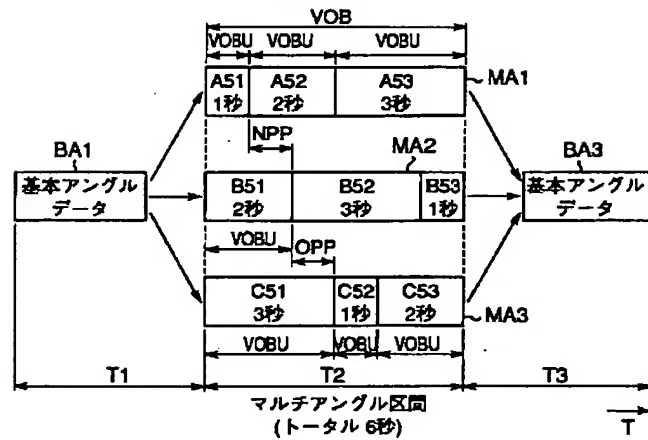 VOB
VOBU VOBU VOBU
A51 A52 A53
1秒 2秒 3秒
MA1
NPP
MA2
BA1
BA3
基本アングル
データ
B51 B52 B53
2秒 3秒 1秒
基本アングル
データ
VOBU
OPP
C51 C52 C53
3秒 1秒 2秒
MA3
VOBU VOBU VOBU
T1 T2 T3
マルチアングル区間
(トータル 6秒)
T